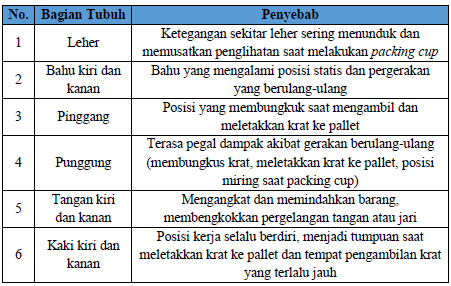 No. Bagian Tubuh Penyebab
1 Leher Ketegangan sekitar leher sering menunduk dan
memusatkan penglihatan saat melakukan packing cup
2 Bahu kiri dan
kanan
Bahu yang mengalami posisi statis dan pergerakan
yang berulang-ulang
3 Pinggang Posisi yang membungkuk saat mengambil dan
meletakkan krat ke pallet
4 Punggung Terasa pegal dampak akibat gerakan berulang-ulang
(membungkus krat, meletakkan krat ke pallet, posisi
miring saat packing cup)
5 Tangan kiri
dan kanan
Mengangkat dan memindahkan barang,
membengkokkan pergelangan tangan atau jari
6 Kaki kiri dan
kanan
Posisi kerja selalu berdiri, menjadi tumpuan saat
meletakkan krat ke pallet dan tempat pengambilan krat
yang terlalu jauh